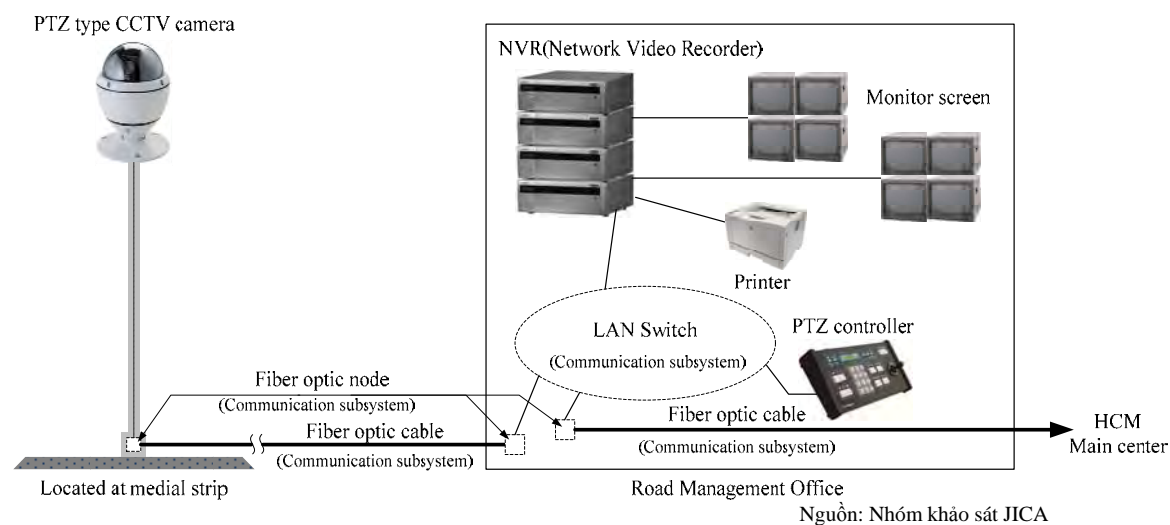 PTZ type CCTV camera
NVR(Network Video Recorder)
Monitor screen
Printer
LAN Switch
(Communication subsystem)
PTZ controller
Fiber optic node
(Communication subsystem)
Fiber optic cable
(Communication subsystem)
Fiber optic cable
(Communication subsystem)
HCM
Main center
Located at medial strip
Road Management Office
Nguồn: Nhóm khảo sát JICA